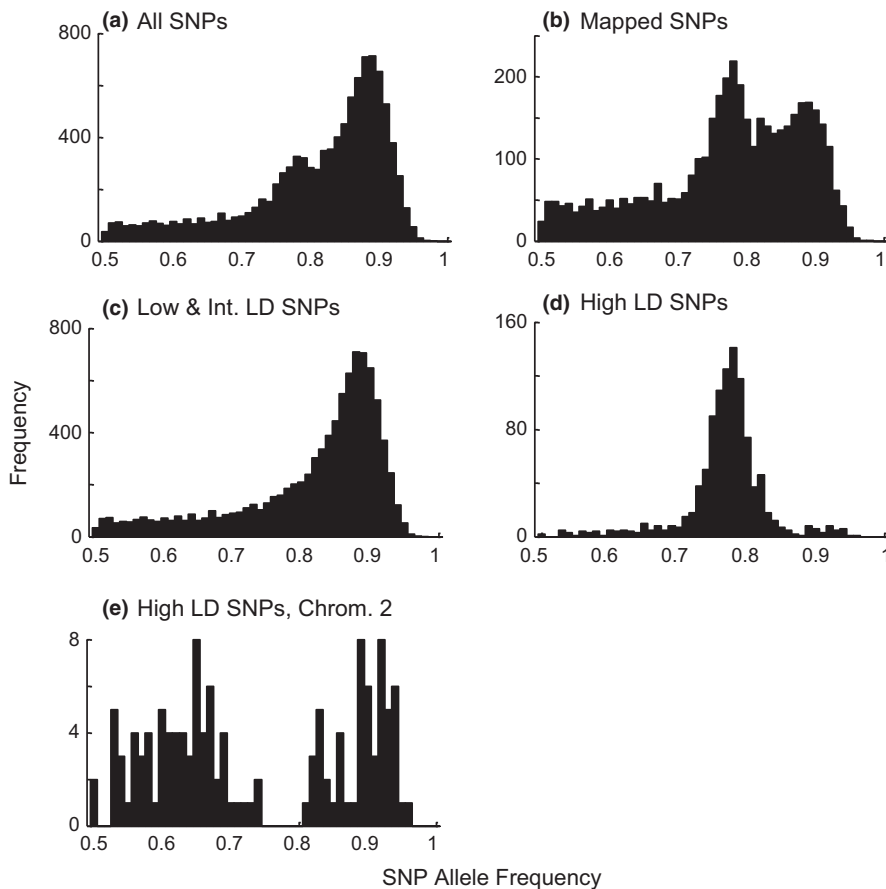 (a) All SNPs
800
400
0
0.5 0.6 0.7 0.8 0.9 1
(b) Mapped SNPs
200
150
100
50
0
0.5 0.6 0.7 0.8 0.9 1
(c) Low & Int. LD SNPs
800
400
0
0.5 0.6 0.7 0.8 0.9 1
(d) High LD SNPs
160
80
0
0.5 0.6 0.7 0.8 0.9 1
Frequency
(e) High LD SNPs, Chrom. 2
8
4
0
0.5 0.6 0.7 0.8 0.9 1
SNP Allele Frequency